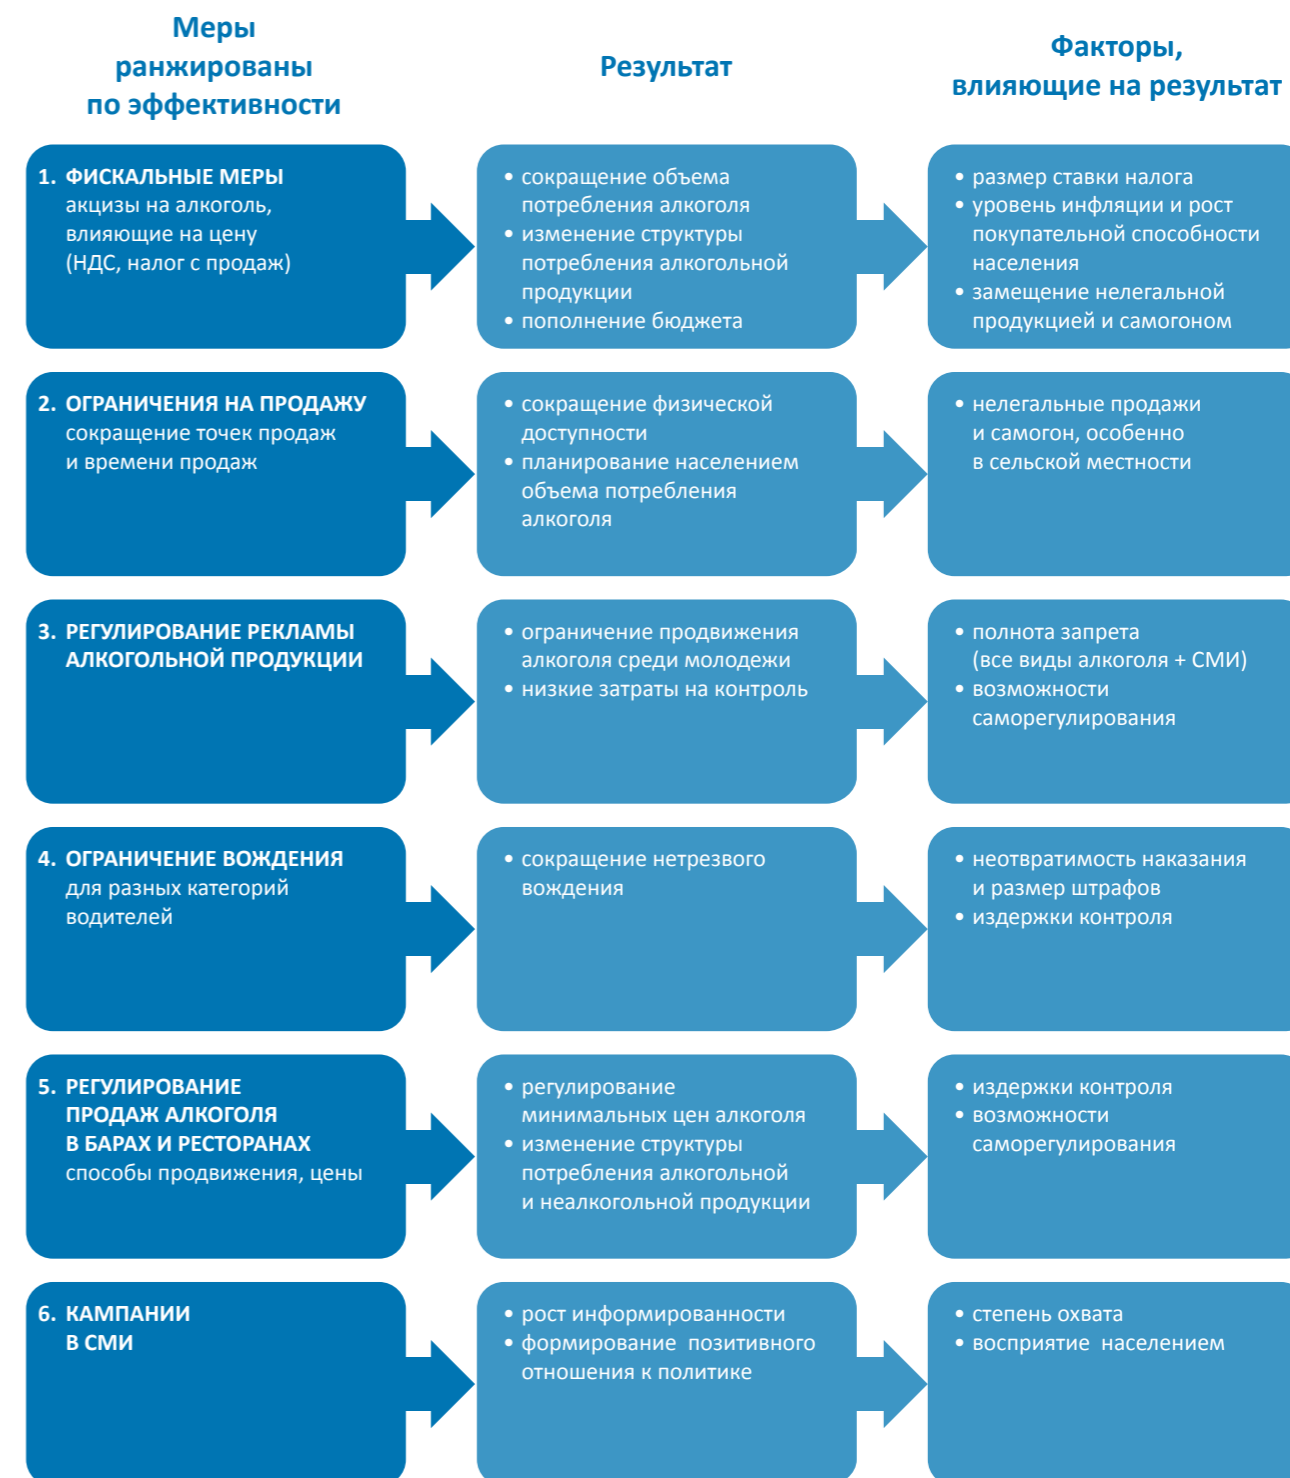 Меры
ранжированы
по эффективности
Результат
Факторы,
влияющие на результат
1. ФИСКАЛЬНЫЕ МЕРЫ
акцизы на алкоголь,
влияющие на цену
(НДС, налог с продаж)
• сокращение объема
потребления алкоголя
• изменение структуры
потребления алкогольной
продукции
• пополнение бюджета
• размер ставки налога
• уровень инфляции и рост
покупательной способности
населения
• замещение нелегальной
продукцией и самогоном
2. ОГРАНИЧЕНИЯ НА ПРОДАЖУ
сокращение точек продаж
и времени продаж
• сокращение физической
доступности
• планирование населением
объема потребления
алкоголя
• нелегальные продажи
и самогон, особенно
в сельской местности
3. РЕГУЛИРОВАНИЕ РЕКЛАМЫ
АЛКОГОЛЬНОЙ ПРОДУКЦИИ
• ограничение продвижения
алкоголя среди молодежи
• низкие затраты на контроль
• полнота запрета
(все виды алкоголя + СМИ)
• возможности
саморегулирования
4. ОГРАНИЧЕНИЕ ВОЖДЕНИЯ
для разных категорий
водителей
• сокращение нетрезвого
вождения
• неотвратимость наказания
и размер штрафов
• издержки контроля
5. РЕГУЛИРОВАНИЕ
ПРОДАЖ АЛКОГОЛЯ
В БАРАХ И РЕСТОРАНАХ
способы продвижения, цены
• регулирование
минимальных цен алкоголя
• изменение структуры
потребления алкогольной
и неалкогольной продукции
• издержки контроля
• возможности
саморегулирования
6. КАМПАНИИ
В СМИ
• рост информированности
• формирование позитивного
отношения к политике
• степень охвата
• восприятие населением